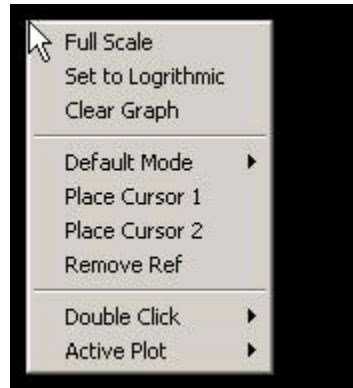 Full Scale
Set to Logrithmic
Clear Graph
Default Mode
Place Cursor 1
Place Cursor 2
Remove Ref
Double Click
Active Plot